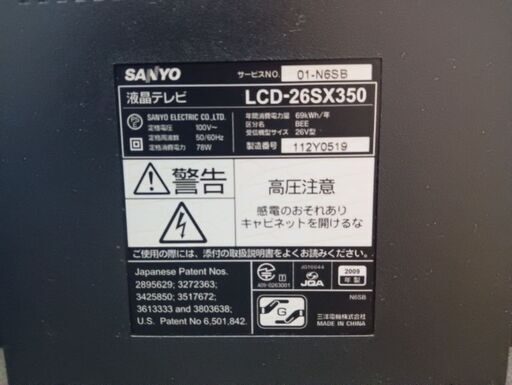 SANYO
サービスNO. 01-N6SB
液晶テレビ
LCD-26SX350
SANYO ELECTRIC CO.,LTD.
定格電圧 100V~
定格周波数 50/60Hz
定格消費電力 78W
年間消費電力量 69kWh/年
区分名 BEE
受信機型サイズ 26V型
製造番号 112Y0519
警告
高圧注意
感電のおそれあり
キャビネットを開けるな
ご使用の際には、添付の取扱説明書をよくお読みください。
Japanese Patent Nos.
2895629; 3272363;
3425850; 3517672;
3613333 and 3803638;
U.S. Patent No 6,501,842.
A09-0263001
JG10044
JQA
2009
年製
N6SB
G
三洋電機株式会社
MADE IN CHINA